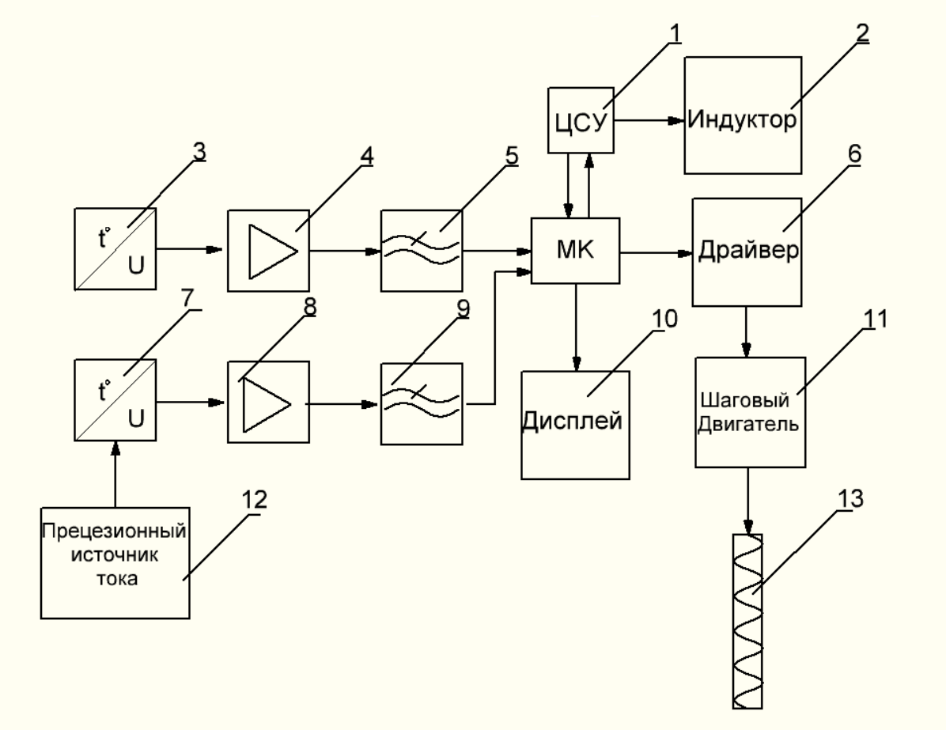 1
2
ЦСУ
Индуктор
3
4
5
6
t°
U
МК
Драйвер
7
8
9
10
11
t°
U
Дисплей
Шаговый
Двигатель
12
13
Прецезионный
источник
тока